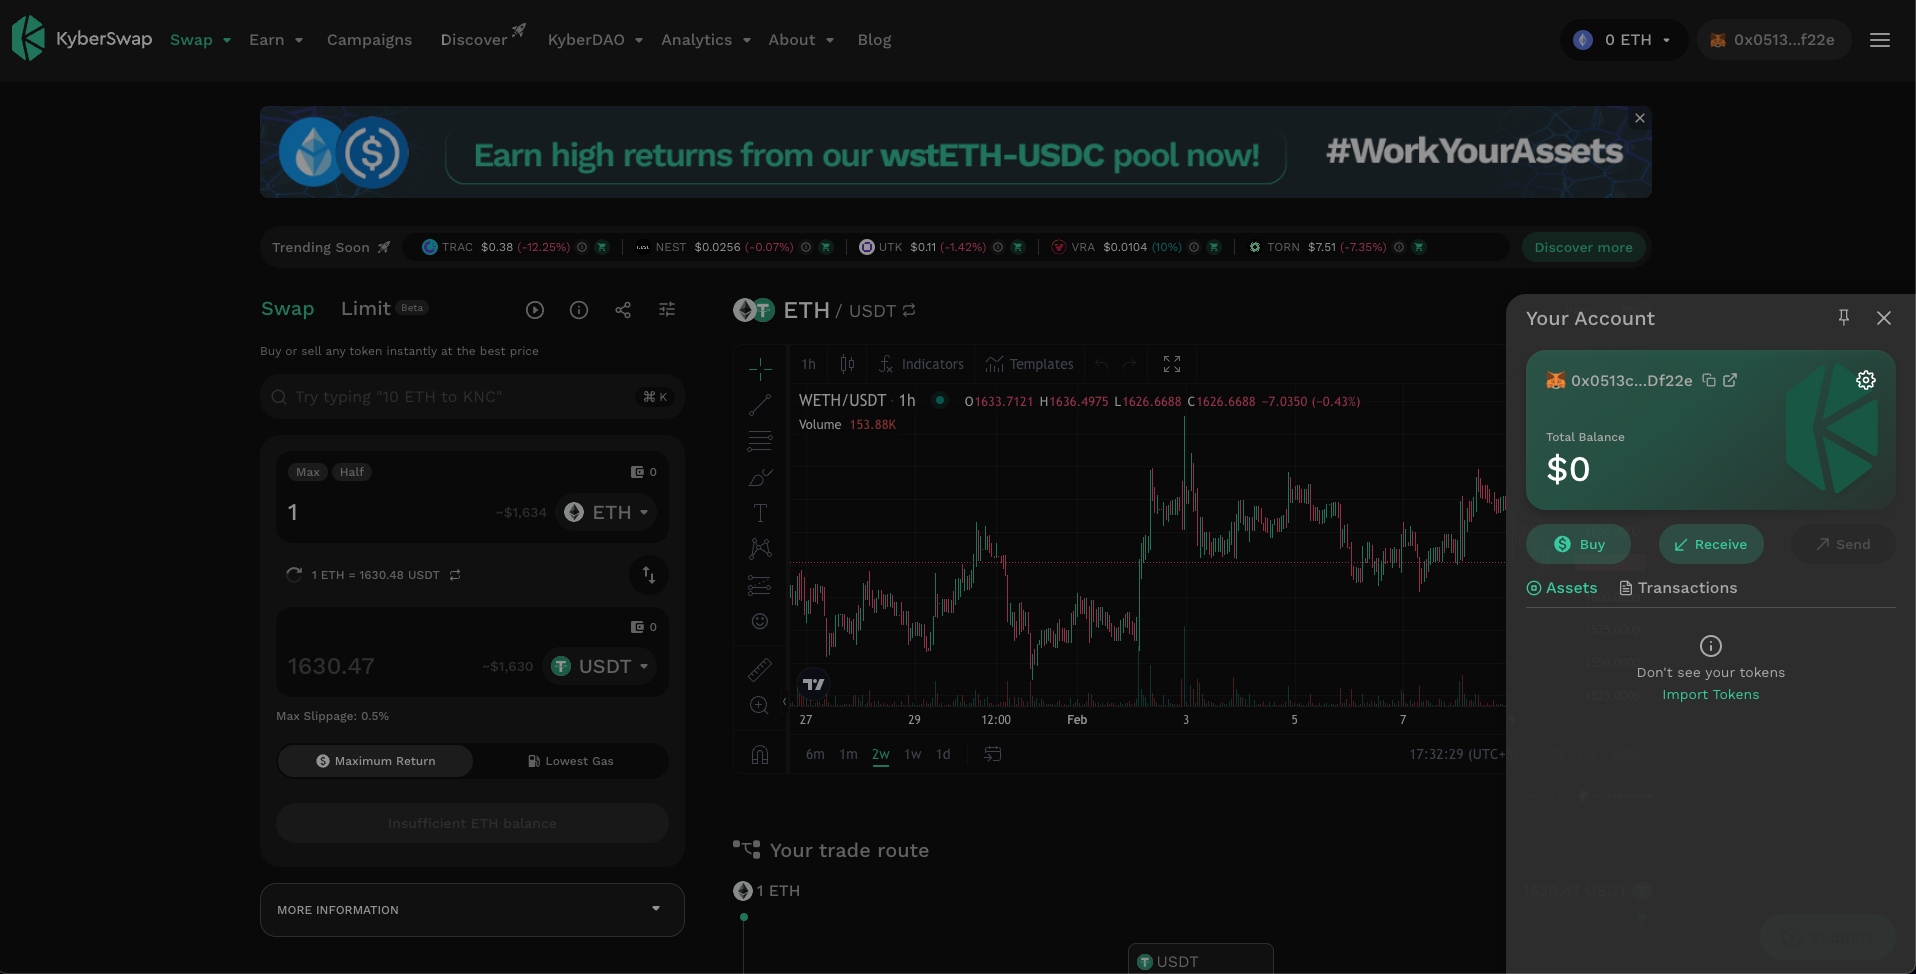 KyberSwap Swap Earn Campaigns Discover KyberDAO Analytics About Blog 0 ETH 0x0513...f22e
Earn high returns from our wstETH-USDC pool now! #WorkYourAssets
Trending Soon TRAC $0.38 (-12.25%) NEST $0.0256 (-0.07%) UTK $0.11 (-1.42%) VRA $0.0104 (10%) TORN $7.51 (-7.35%) Discover more
Swap Limit Beta
Buy or sell any token instantly at the best price
Try typing "10 ETH to KNC" ⌘ K
Max Half 0
1 ~$1,634 ETH
1 ETH = 1630.48 USDT
0
1630.47 ~$1,630 USDT
Max Slippage: 0.5%
Maximum Return Lowest Gas
Insufficient ETH balance
MORE INFORMATION
ETH / USDT
1h Indicators Templates
WETH/USDT · 1h O1633.7121 H1636.4975 L1626.6688 C1626.6688 −7.0350 (−0.43%)
Volume 153.88K
27 29 12:00 Feb 3 5 7
6m 1m 2w 1w 1d 17:32:29 (UTC+
Your trade route
1 ETH
USDT
Your Account
0x0513c...Df22e
Total Balance
$0
Buy Receive Send
Assets Transactions
Don't see your tokens
Import Tokens